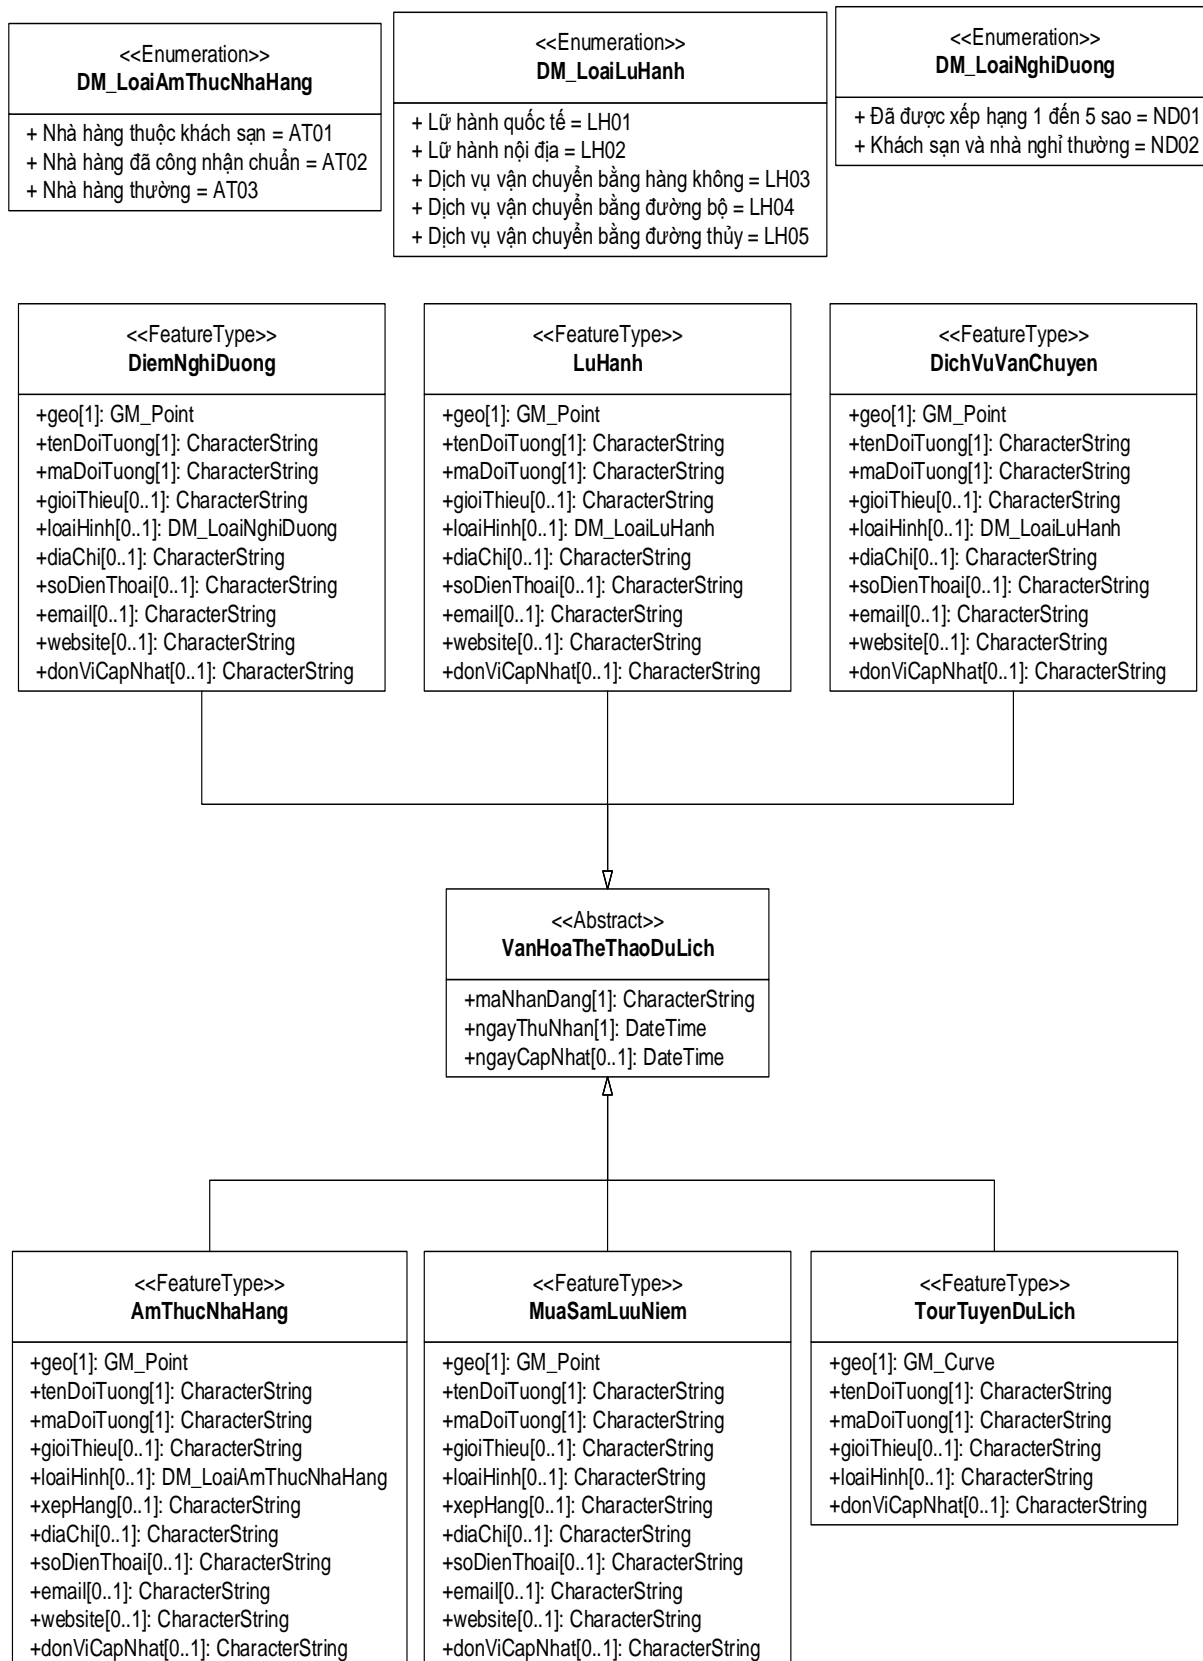 <<Enumeration>>
DM_LoaiAmThucNhaHang
+ Nhà hàng thuộc khách sạn = AT01
+ Nhà hàng đã công nhận chuẩn = AT02
+ Nhà hàng thường = AT03
<<Enumeration>>
DM_LoaiLuHanh
+ Lữ hành quốc tế = LH01
+ Lữ hành nội địa = LH02
+ Dịch vụ vận chuyển bằng hàng không = LH03
+ Dịch vụ vận chuyển bằng đường bộ = LH04
+ Dịch vụ vận chuyển bằng đường thủy = LH05
<<Enumeration>>
DM_LoaiNghiDuong
+ Đã được xếp hạng 1 đến 5 sao = ND01
+ Khách sạn và nhà nghỉ thường = ND02
<<FeatureType>>
DiemNghiDuong
+geo[1]: GM_Point
+tenDoiTuong[1]: CharacterString
+maDoiTuong[1]: CharacterString
+gioiThieu[0..1]: CharacterString
+loaiHinh[0..1]: DM_LoaiNghiDuong
+diaChi[0..1]: CharacterString
+soDienThoai[0..1]: CharacterString
+email[0..1]: CharacterString
+website[0..1]: CharacterString
+donViCapNhat[0..1]: CharacterString
<<FeatureType>>
LuHanh
+geo[1]: GM_Point
+tenDoiTuong[1]: CharacterString
+maDoiTuong[1]: CharacterString
+gioiThieu[0..1]: CharacterString
+loaiHinh[0..1]: DM_LoaiLuHanh
+diaChi[0..1]: CharacterString
+soDienThoai[0..1]: CharacterString
+email[0..1]: CharacterString
+website[0..1]: CharacterString
+donViCapNhat[0..1]: CharacterString
<<FeatureType>>
DichVuVanChuyen
+geo[1]: GM_Point
+tenDoiTuong[1]: CharacterString
+maDoiTuong[1]: CharacterString
+gioiThieu[0..1]: CharacterString
+loaiHinh[0..1]: DM_LoaiLuHanh
+diaChi[0..1]: CharacterString
+soDienThoai[0..1]: CharacterString
+email[0..1]: CharacterString
+website[0..1]: CharacterString
+donViCapNhat[0..1]: CharacterString
<<Abstract>>
VanHoaTheThaoDuLich
+maNhanDang[1]: CharacterString
+ngayThuNhan[1]: DateTime
+ngayCapNhat[0..1]: DateTime
<<FeatureType>>
AmThucNhaHang
+geo[1]: GM_Point
+tenDoiTuong[1]: CharacterString
+maDoiTuong[1]: CharacterString
+gioiThieu[0..1]: CharacterString
+loaiHinh[0..1]: DM_LoaiAmThucNhaHang
+xepHang[0..1]: CharacterString
+diaChi[0..1]: CharacterString
+soDienThoai[0..1]: CharacterString
+email[0..1]: CharacterString
+website[0..1]: CharacterString
+donViCapNhat[0..1]: CharacterString
<<FeatureType>>
MuaSamLuuNiem
+geo[1]: GM_Point
+tenDoiTuong[1]: CharacterString
+maDoiTuong[1]: CharacterString
+gioiThieu[0..1]: CharacterString
+loaiHinh[0..1]: CharacterString
+xepHang[0..1]: CharacterString
+diaChi[0..1]: CharacterString
+soDienThoai[0..1]: CharacterString
+email[0..1]: CharacterString
+website[0..1]: CharacterString
+donViCapNhat[0..1]: CharacterString
<<FeatureType>>
TourTuyenDuLich
+geo[1]: GM_Curve
+tenDoiTuong[1]: CharacterString
+maDoiTuong[1]: CharacterString
+gioiThieu[0..1]: CharacterString
+loaiHinh[0..1]: CharacterString
+donViCapNhat[0..1]: CharacterString